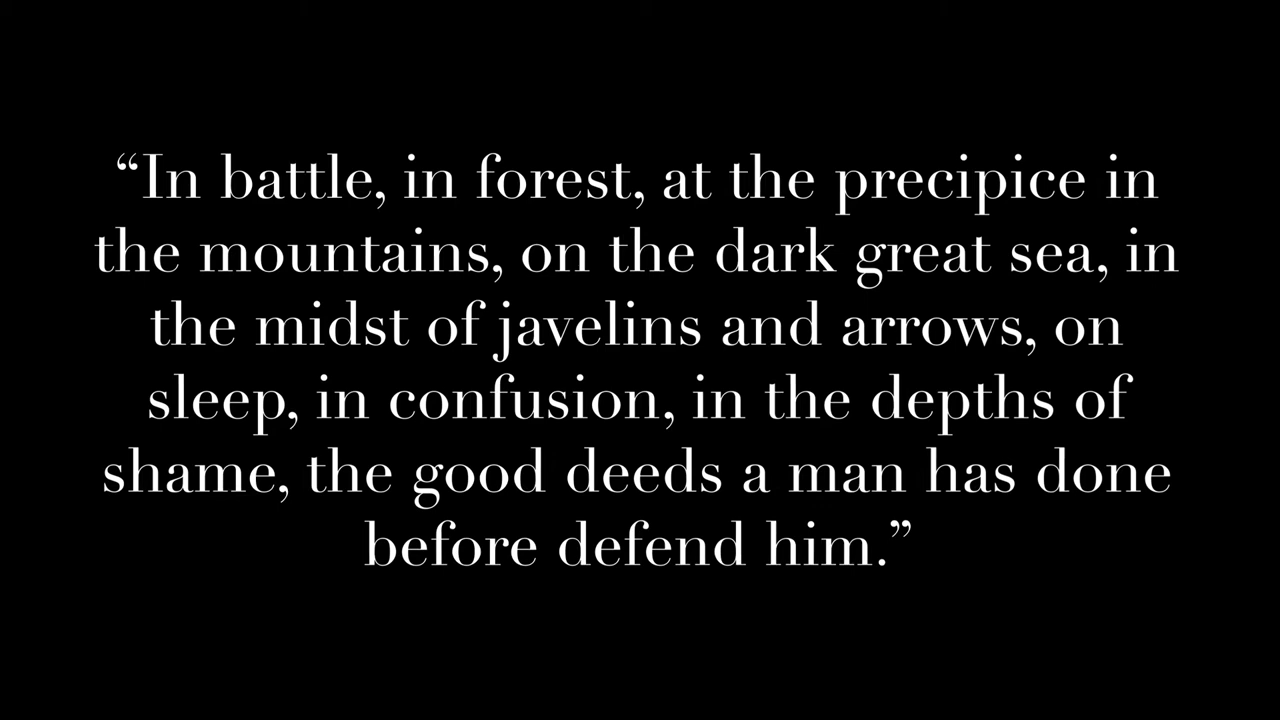 “In battle, in forest, at the precipice in
the mountains, on the dark great sea, in
the midst of javelins and arrows, on
sleep, in confusion, in the depths of
shame, the good deeds a man has done
before defend him.”